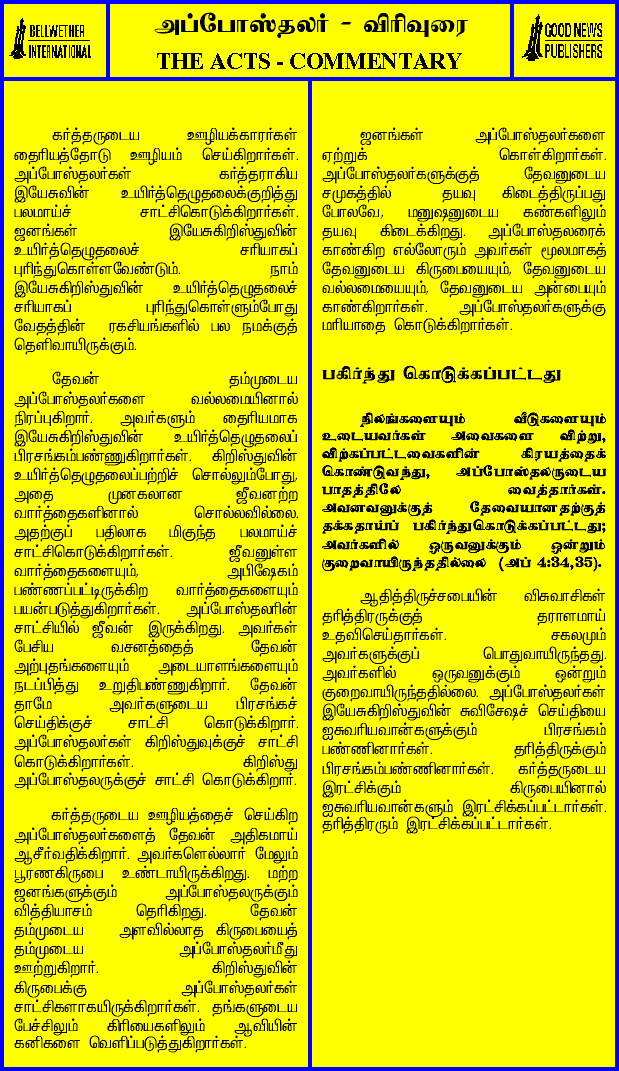 BELLWETHER
INTERNATIONAL
அப்போஸ்தலர் - விரிவுரை
THE ACTS - COMMENTARY
GOOD NEWS
PUBLISHERS
கர்த்தருடைய ஊழியக்காரர்கள்
தைரியத்தோடு ஊழியம் செய்கிறார்கள்.
அப்போஸ்தலர்கள் கர்த்தராகிய
இயேசுவின் உயிர்த்தெழுதலைக்குறித்து
பலமாய்ச் சாட்சிகொடுக்கிறார்கள்.
ஜனங்கள் இயேசுகிறிஸ்துவின்
உயிர்த்தெழுதலைச் சரியாகப்
புரிந்துகொள்ளவேண்டும். நாம்
இயேசுகிறிஸ்துவின் உயிர்த்தெழுதலைச்
சரியாகப் புரிந்துகொள்ளும்போது
வேதத்தின் ரகசியங்களில் பல நமக்குத்
தெளிவாயிருக்கும்.
தேவன் தம்முடைய
அப்போஸ்தலர்களை வல்லமையினால்
நிரப்புகிறார். அவர்களும் தைரியமாக
இயேசுகிறிஸ்துவின் உயிர்த்தெழுதலைப்
பிரசங்கம்பண்ணுகிறார்கள். கிறிஸ்துவின்
உயிர்த்தெழுதலைப்பற்றிச் சொல்லும்போது,
அதை முனகலான ஜீவனற்ற
வார்த்தைகளினால் சொல்லவில்லை.
அதற்குப் பதிலாக மிகுந்த பலமாய்ச்
சாட்சிகொடுக்கிறார்கள். ஜீவனுள்ள
வார்த்தைகளையும், அபிஷேகம்
பண்ணப்பட்டிருக்கிற வார்த்தைகளையும்
பயன்படுத்துகிறார்கள். அப்போஸ்தலரின்
சாட்சியில் ஜீவன் இருக்கிறது. அவர்கள்
பேசிய வசனத்தைத் தேவன்
அற்புதங்களையும் அடையாளங்களையும்
நடப்பித்து உறுதிபண்ணுகிறார். தேவன்
தாமே அவர்களுடைய பிரசங்கச்
செய்திக்குச் சாட்சி கொடுக்கிறார்.
அப்போஸ்தலர்கள் கிறிஸ்துவுக்குச் சாட்சி
கொடுக்கிறார்கள். கிறிஸ்து
அப்போஸ்தலருக்குச் சாட்சி கொடுக்கிறார்.
கர்த்தருடைய ஊழியத்தைச் செய்கிற
அப்போஸ்தலர்களைத் தேவன் அதிகமாய்
ஆசீர்வதிக்கிறார். அவர்களெல்லார் மேலும்
பூரணகிருபை உண்டாயிருக்கிறது. மற்ற
ஜனங்களுக்கும் அப்போஸ்தலருக்கும்
வித்தியாசம் தெரிகிறது. தேவன்
தம்முடைய அளவில்லாத கிருபையைத்
தம்முடைய அப்போஸ்தலர்மீது
ஊற்றுகிறார். கிறிஸ்துவின்
கிருபைக்கு அப்போஸ்தலர்கள்
சாட்சிகளாகயிருக்கிறார்கள். தங்களுடைய
பேச்சிலும் கிரியைகளிலும் ஆவியின்
கனிகளை வெளிப்படுத்துகிறார்கள்.
ஜனங்கள் அப்போஸ்தலர்களை
ஏற்றுக் கொள்கிறார்கள்.
அப்போஸ்தலர்களுக்குத் தேவனுடைய
சமுகத்தில் தயவு கிடைத்திருப்பது
போலவே, மனுஷனுடைய கண்களிலும்
தயவு கிடைக்கிறது. அப்போஸ்தலரைக்
காண்கிற எல்லோரும் அவர்கள் மூலமாகத்
தேவனுடைய கிருபையையும், தேவனுடைய
வல்லமையையும், தேவனுடைய அன்பையும்
காண்கிறார்கள். அப்போஸ்தலர்களுக்கு
மரியாதை கொடுக்கிறார்கள்.
பகிர்ந்து கொடுக்கப்பட்டது
நிலங்களையும் வீடுகளையும்
உடையவர்கள் அவைகளை விற்று,
விற்கப்பட்டவைகளின் கிரயத்தைக்
கொண்டுவந்து, அப்போஸ்தலருடைய
பாதத்திலே வைத்தார்கள்.
அவனவனுக்குத் தேவையானதற்குத்
தக்கதாய்ப் பகிர்ந்துகொடுக்கப்பட்டது;
அவர்களில் ஒருவனுக்கும் ஒன்றும்
குறைவாயிருந்ததில்லை (அப் 4:34,35).
ஆதித்திருச்சபையின் விசுவாசிகள்
தரித்திரருக்குத் தாராளமாய்
உதவிசெய்தார்கள். சகலமும்
அவர்களுக்குப் பொதுவாயிருந்தது.
அவர்களில் ஒருவனுக்கும் ஒன்றும்
குறைவாயிருந்ததில்லை. அப்போஸ்தலர்கள்
இயேசுகிறிஸ்துவின் சுவிசேஷச் செய்தியை
ஐசுவரியவான்களுக்கும் பிரசங்கம்
பண்ணினார்கள். தரித்திருக்கும்
பிரசங்கம்பண்ணினார்கள். கர்த்தருடைய
இரட்சிக்கும் கிருபையினால்
ஐசுவரியவான்களும் இரட்சிக்கப்பட்டார்கள்.
தரித்திரரும் இரட்சிக்கப்பட்டார்கள்.